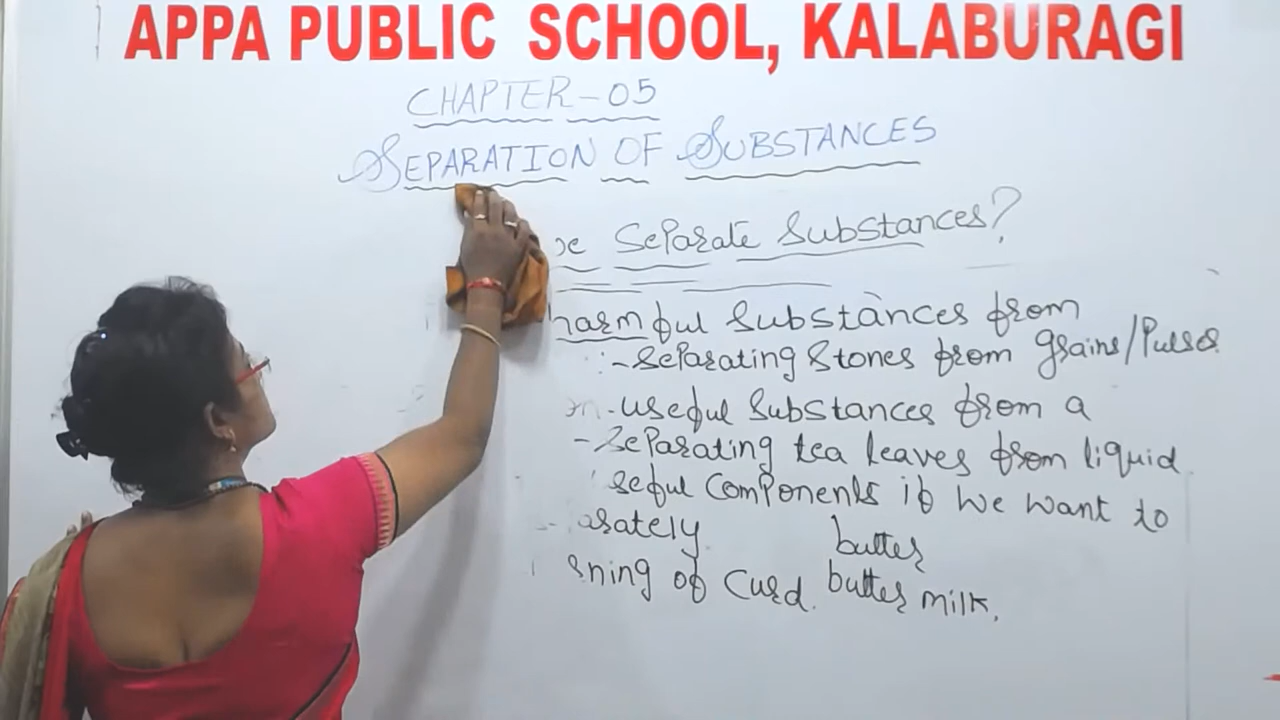 APPA PUBLIC SCHOOL, KALABURAGI
CHAPTER-05
SEPARATION OF SUBSTANCES
Separate Substances?
harmful Substances from
:-Separating Stones from grains/Pulses
useful Substances from a
-Separating tea leaves from liquid
seful Components if we want to
arately
butter
rning of Curd. butter milk.